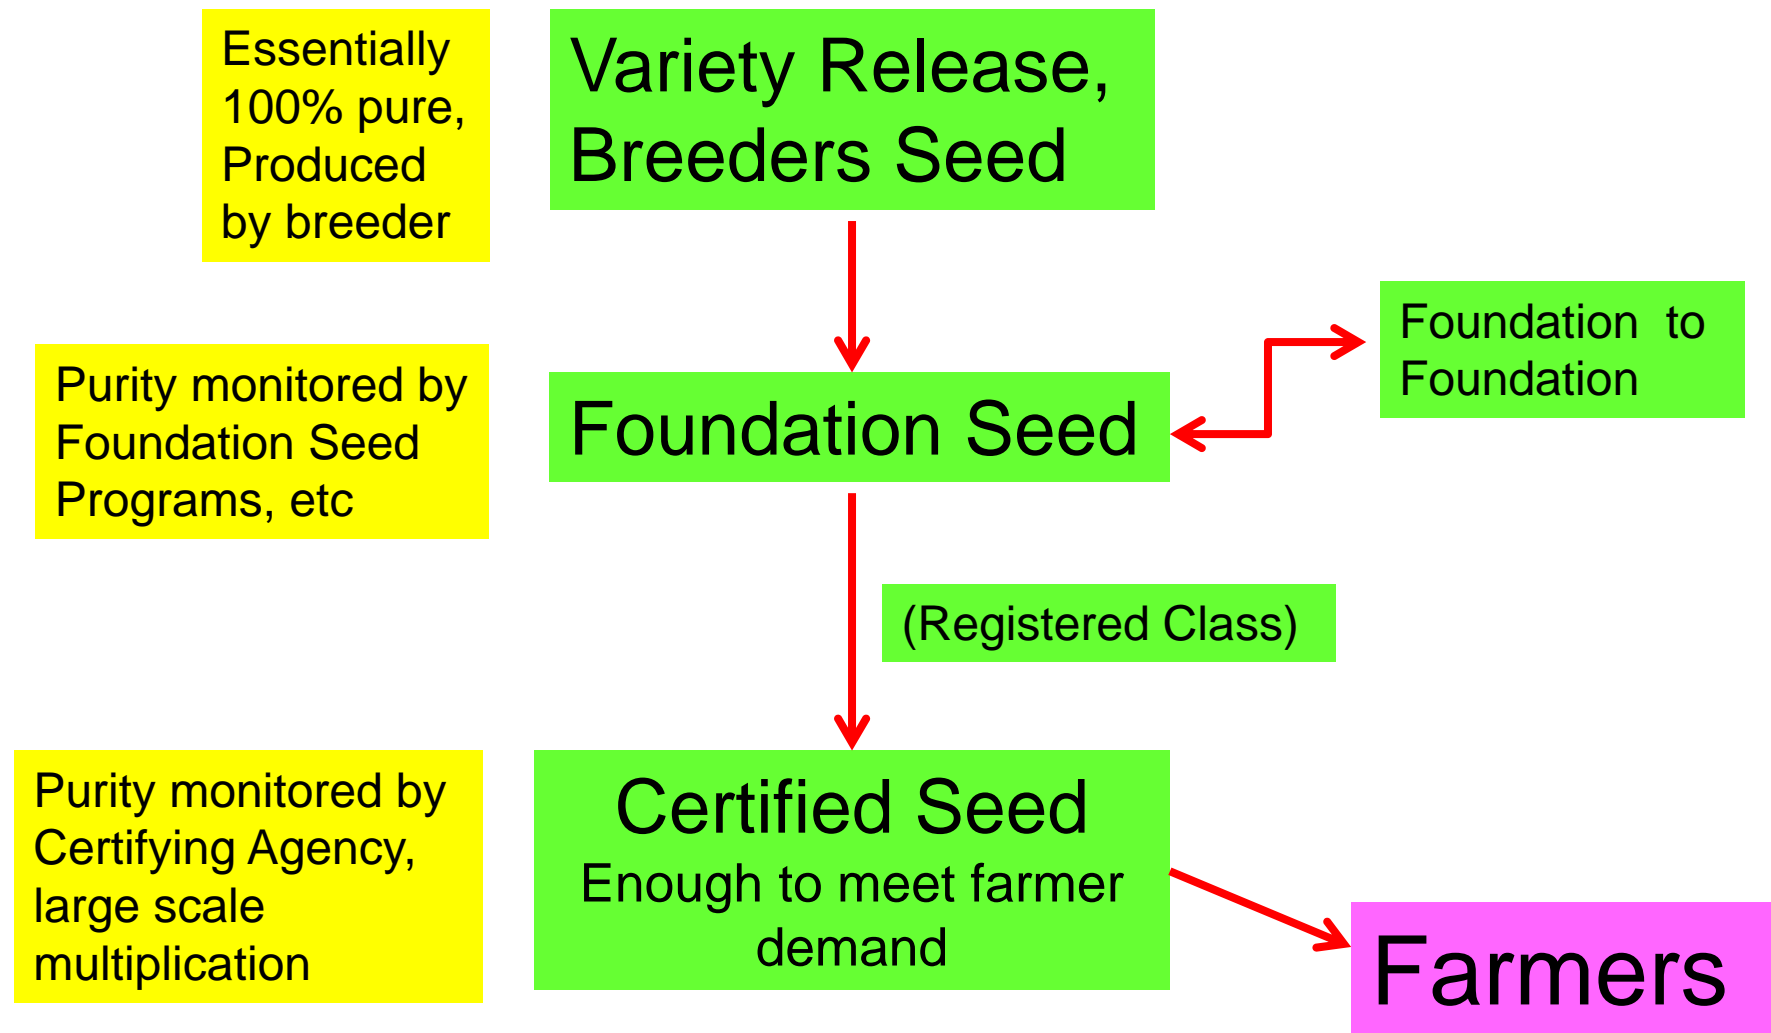 Essentially
100% pure,
Produced
by breeder
Variety Release,
Breeders Seed
Foundation to
Foundation
Purity monitored by
Foundation Seed
Programs, etc
Foundation Seed
(Registered Class)
Purity monitored by
Certifying Agency,
large scale
multiplication
Certified Seed
Enough to meet farmer
demand
Farmers